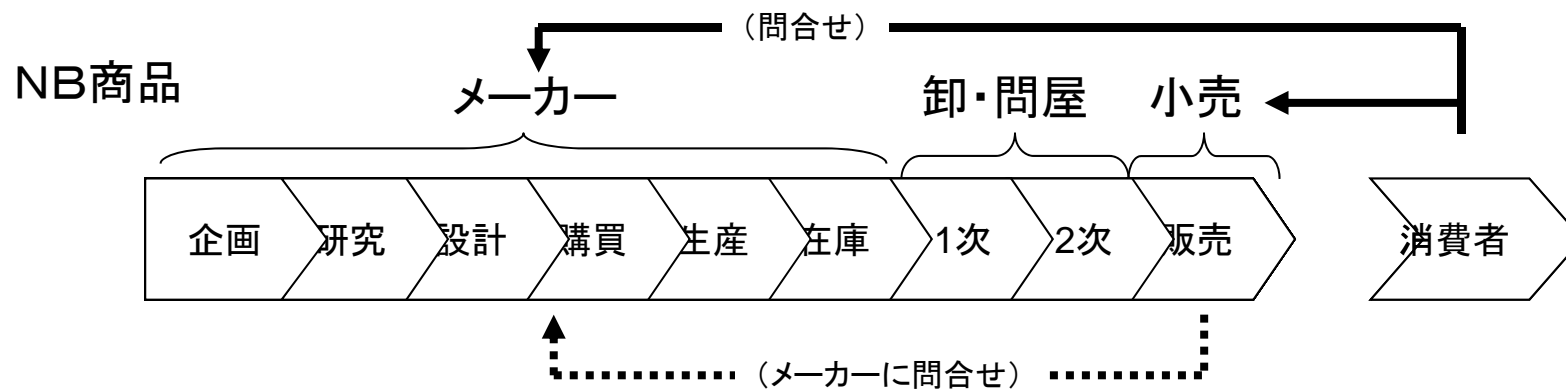 （問合せ）
ＮＢ商品
メーカー
卸・問屋
小売
企画
研究
設計
購買
生産
在庫
1次
2次
販売
消費者
（メーカーに問合せ）